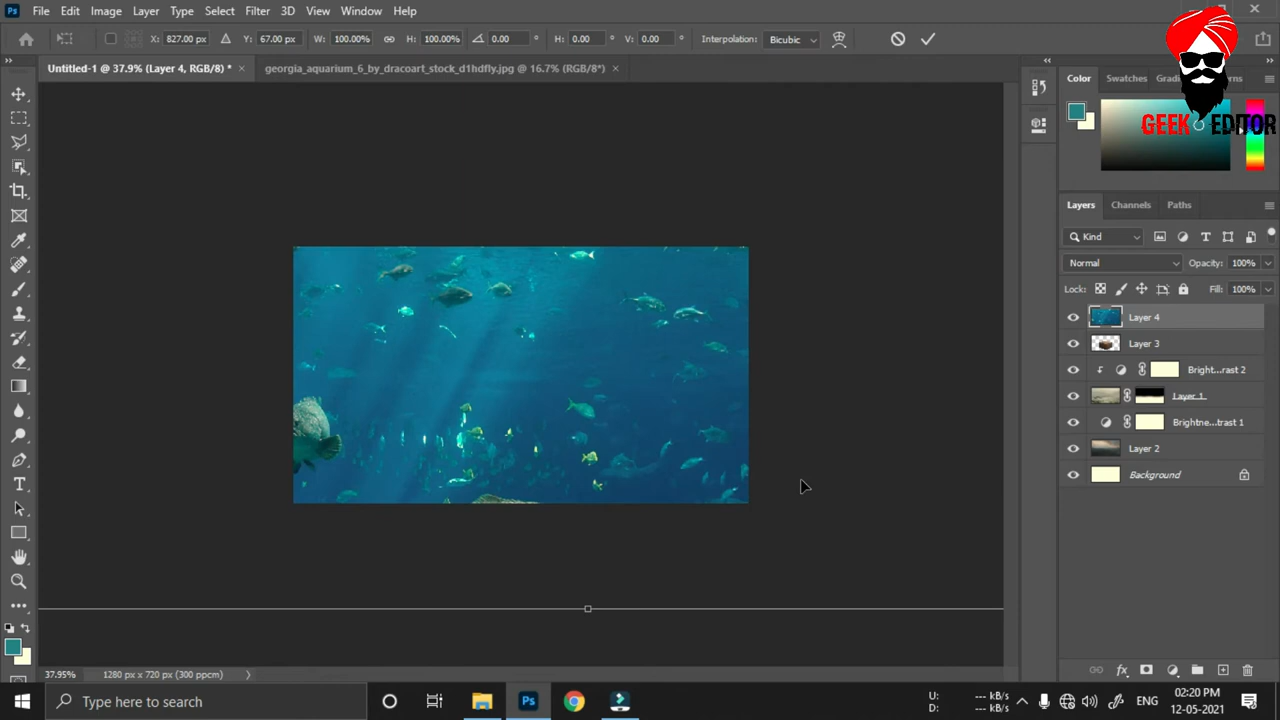 Ps File Edit Image Layer Type Select Filter 3D View Window Help
X: 827.00 px Y: 67.00 px W: 100.00% H: 100.00% 0.00 ° H: 0.00 ° V: 0.00 ° Interpolation: Bicubic
Untitled-1 @ 37.9% (Layer 4, RGB/8) * × georgia_aquarium_6_by_dracoart_stock_d1hdfly.jpg @ 16.7% (RGB/8*) ×
Color Swatches
GEEK EDITOR
Layers Channels Paths
Kind
Normal Opacity: 100%
Lock: Fill: 100%
Layer 4
Layer 3
Bright...rast 2
Layer 1
Brightne...trast 1
Layer 2
Background
37.95% 1280 px x 720 px (300 ppcm)
Type here to search
Ps
U: --- kB/s
D: --- kB/s
ENG
02:20 PM
12-05-2021